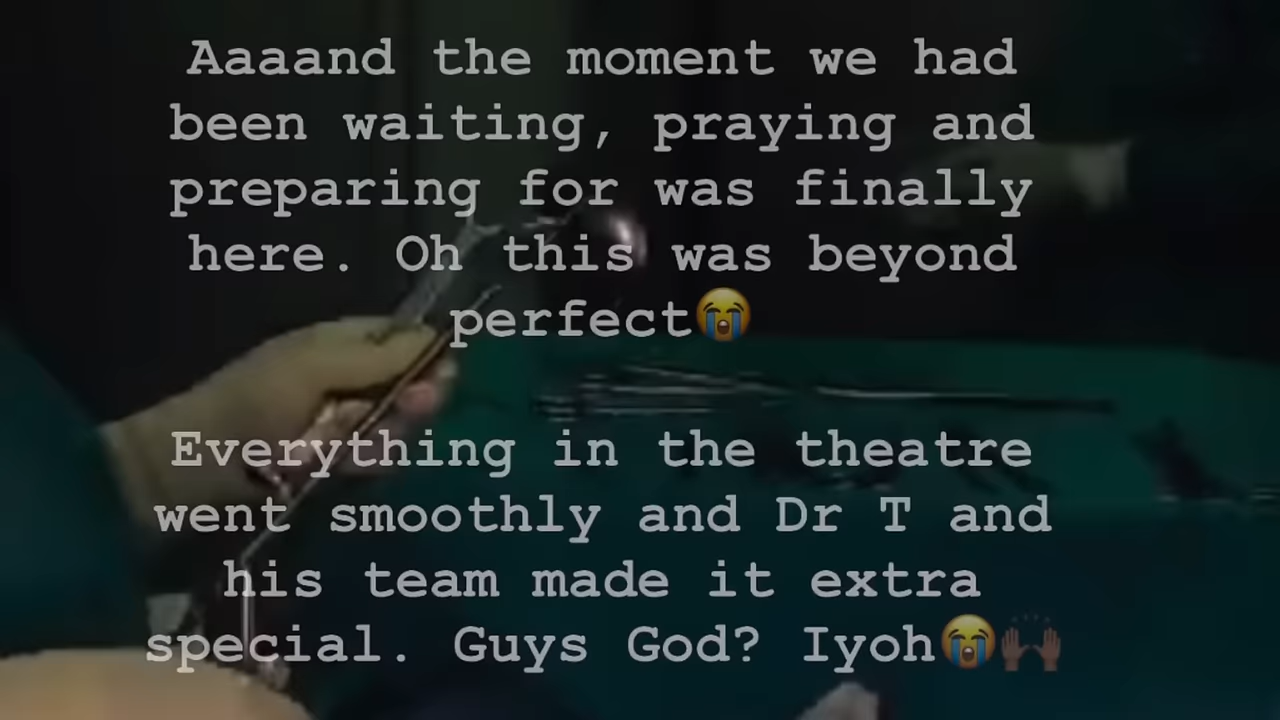 Aaaand the moment we had
been waiting, praying and
preparing for was finally
here. Oh this was beyond
perfect😭
Everything in the theatre
went smoothly and Dr T and
his team made it extra
special. Guys God? Iyoh😭🙌🏾